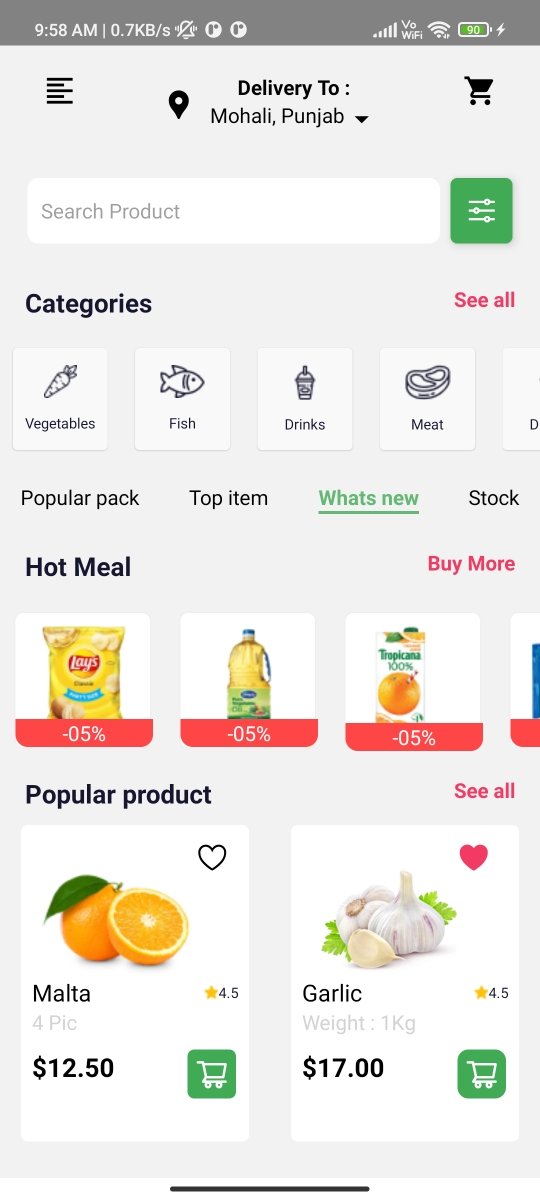 9:58 AM | 0.7KB/s
Vo
WiFi
90
Delivery To :
Mohali, Punjab
Search Product
Categories
See all
Vegetables
Fish
Drinks
Meat
D
Popular pack
Top item
Whats new
Stock
Hot Meal
Buy More
Lay's
Classic
PARTY SIZE
Tropicana
100%
-05%
-05%
-05%
Popular product
See all
Malta
4.5
4 Pic
$12.50
Garlic
4.5
Weight : 1Kg
$17.00